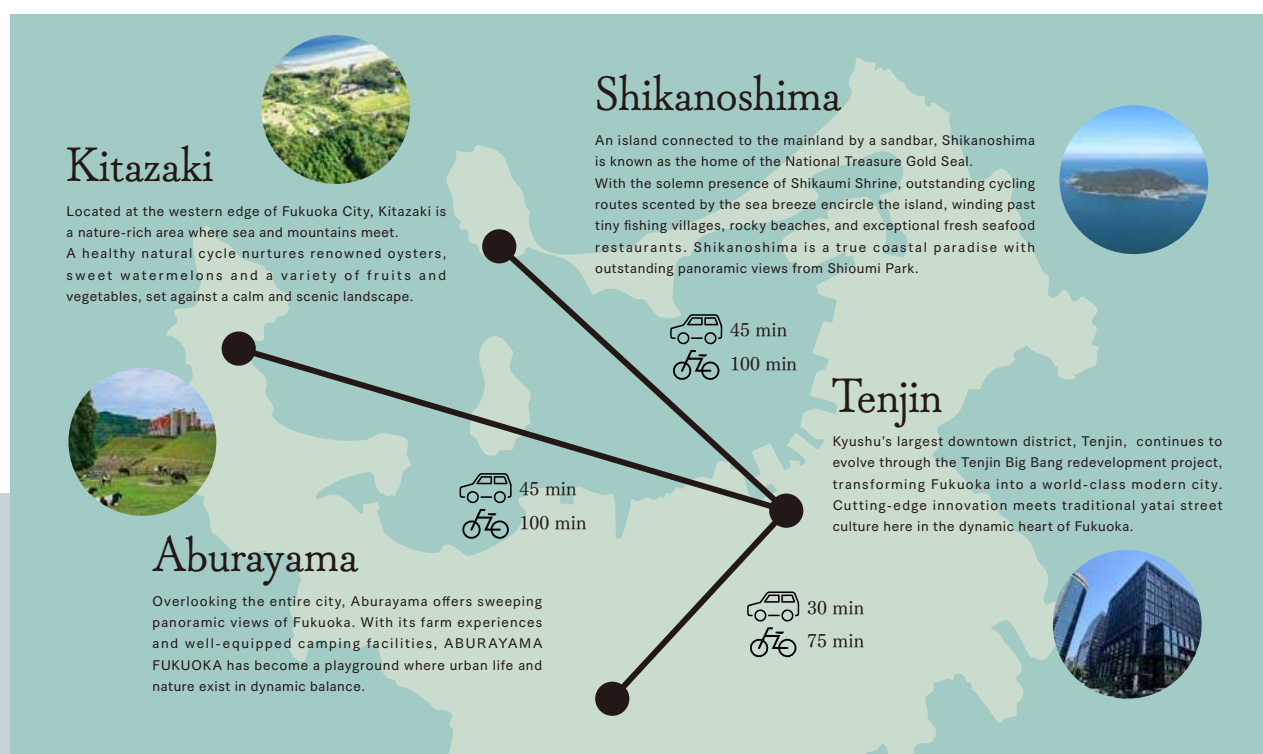 Kitazaki
Located at the western edge of Fukuoka City, Kitazaki is
a nature-rich area where sea and mountains meet.
A healthy natural cycle nurtures renowned oysters,
sweet watermelons and a variety of fruits and
vegetables, set against a calm and scenic landscape.
Shikanoshima
An island connected to the mainland by a sandbar, Shikanoshima
is known as the home of the National Treasure Gold Seal.
With the solemn presence of Shikaumi Shrine, outstanding cycling
routes scented by the sea breeze encircle the island, winding past
tiny fishing villages, rocky beaches, and exceptional fresh seafood
restaurants. Shikanoshima is a true coastal paradise with
outstanding panoramic views from Shioumi Park.
45 min
100 min
Tenjin
Kyushu's largest downtown district, Tenjin, continues to
evolve through the Tenjin Big Bang redevelopment project,
transforming Fukuoka into a world-class modern city.
Cutting-edge innovation meets traditional yatai street
culture here in the dynamic heart of Fukuoka.
45 min
100 min
Aburayama
Overlooking the entire city, Aburayama offers sweeping
panoramic views of Fukuoka. With its farm experiences
and well-equipped camping facilities, ABURAYAMA
FUKUOKA has become a playground where urban life and
nature exist in dynamic balance.
30 min
75 min